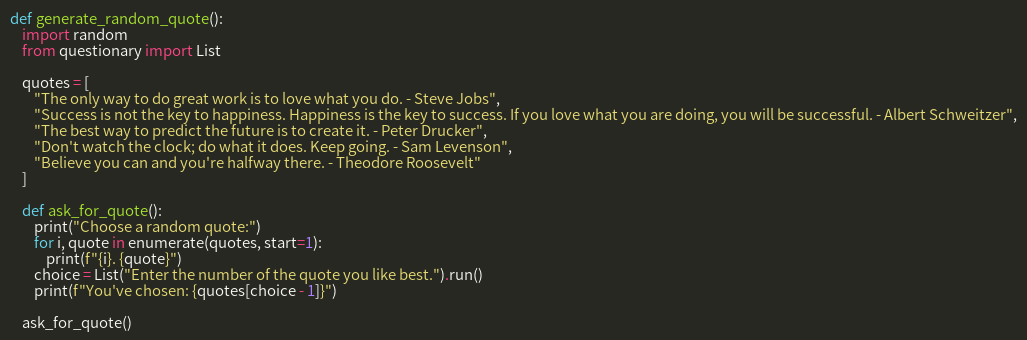 def generate_random_quote():
    import random
    from questionary import List

    quotes = [
        "The only way to do great work is to love what you do. - Steve Jobs",
        "Success is not the key to happiness. Happiness is the key to success. If you love what you are doing, you will be successful. - Albert Schweitzer",
        "The best way to predict the future is to create it. - Peter Drucker",
        "Don't watch the clock; do what it does. Keep going. - Sam Levenson",
        "Believe you can and you're halfway there. - Theodore Roosevelt"
    ]

    def ask_for_quote():
        print("Choose a random quote:")
        for i, quote in enumerate(quotes, start=1):
            print(f"{i}. {quote}")
        choice = List("Enter the number of the quote you like best.").run()
        print(f"You've chosen: {quotes[choice - 1]}")

    ask_for_quote()